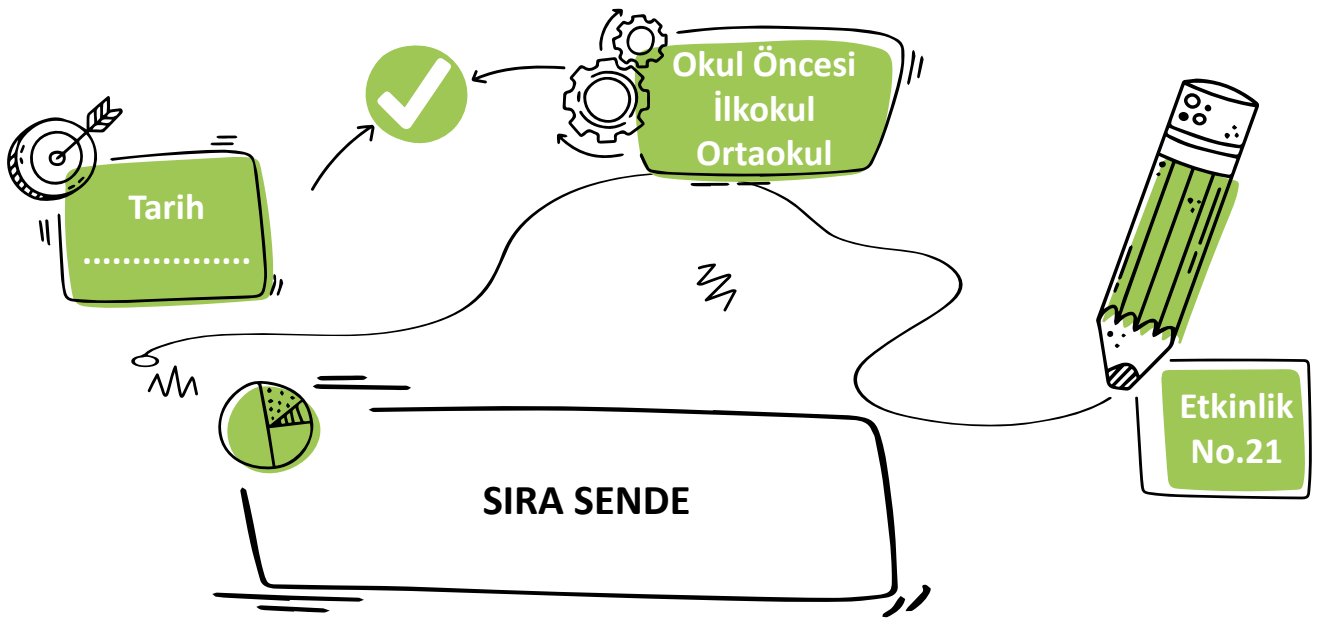 Okul Öncesi
İlkokul
Ortaokul
Tarih
.................
Etkinlik
No.21
SIRA SENDE